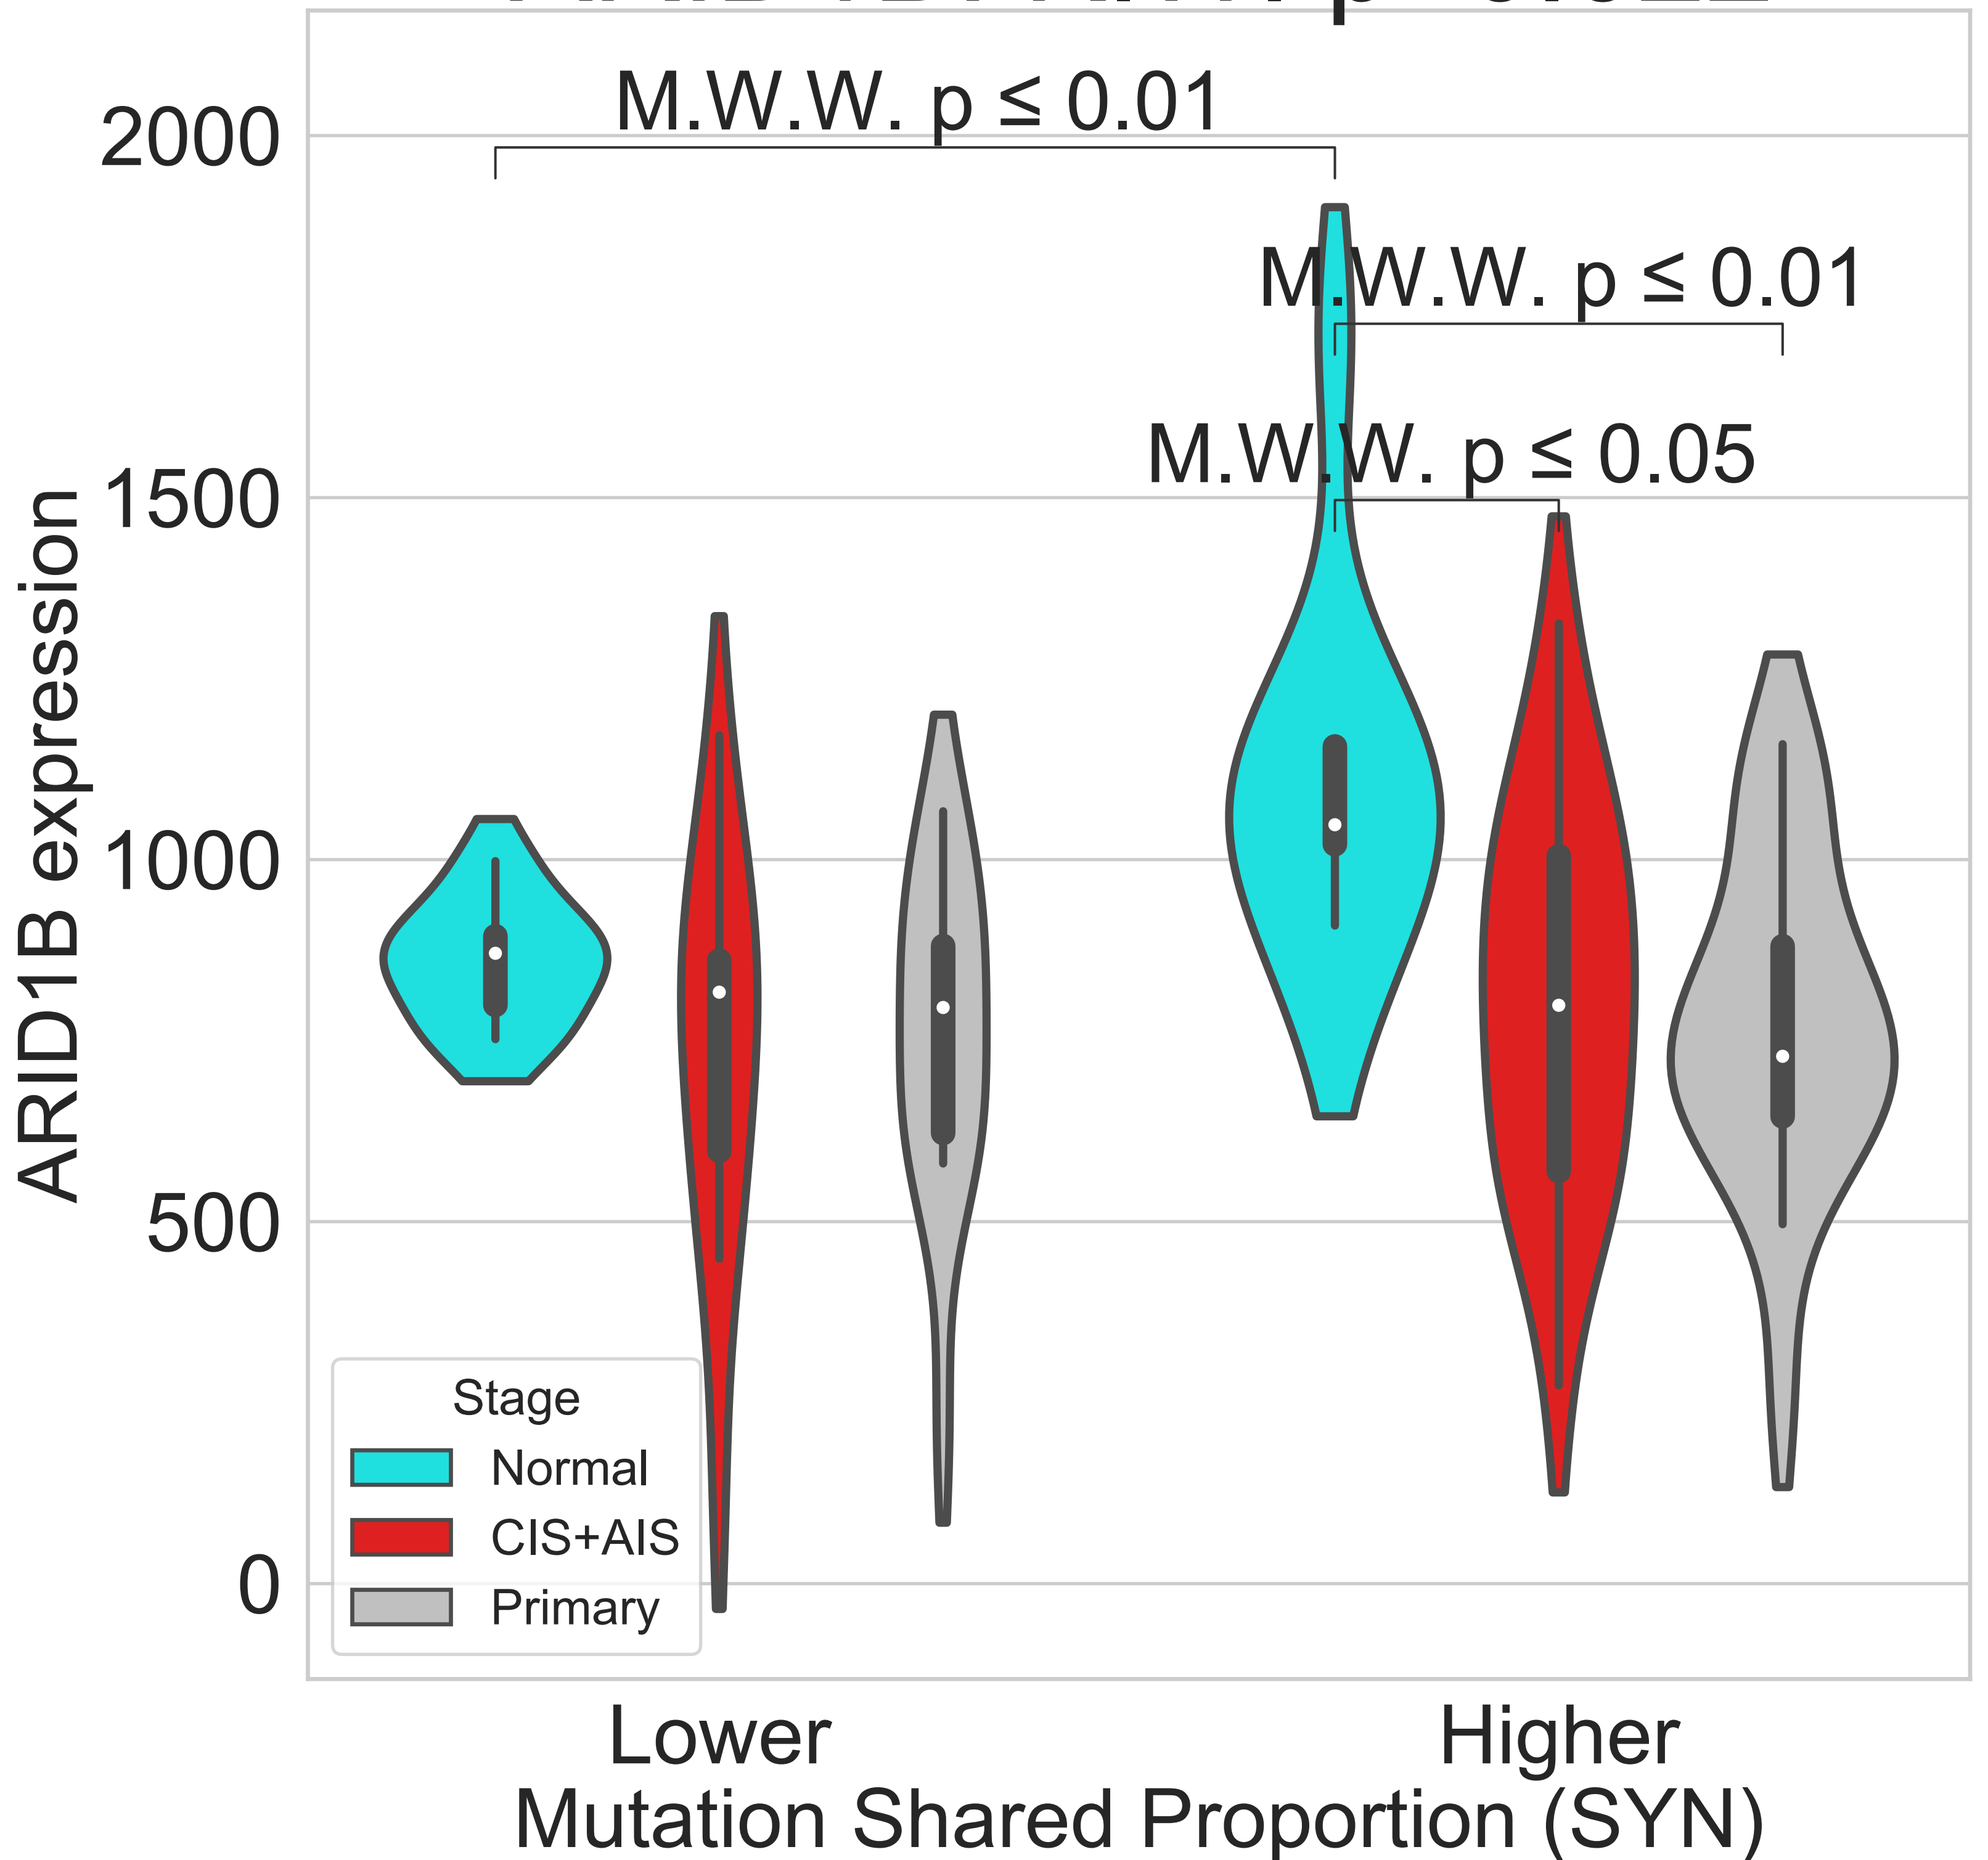 M.W.W. p ≤ 0.01
2000
M.W.W. p ≤ 0.01
M.W.W. p ≤ 0.05
1500
1000
500
0
ARID1B expression
Stage
Normal
CIS+AIS
Primary
Lower
Higher
Mutation Shared Proportion (SYN)